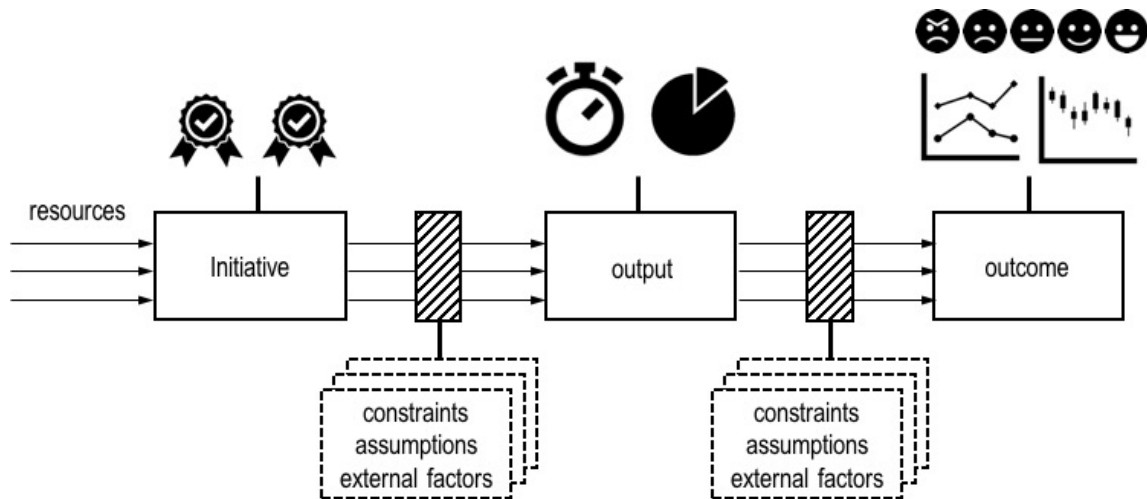 resources
Initiative
output
outcome
constraints
assumptions
external factors
constraints
assumptions
external factors